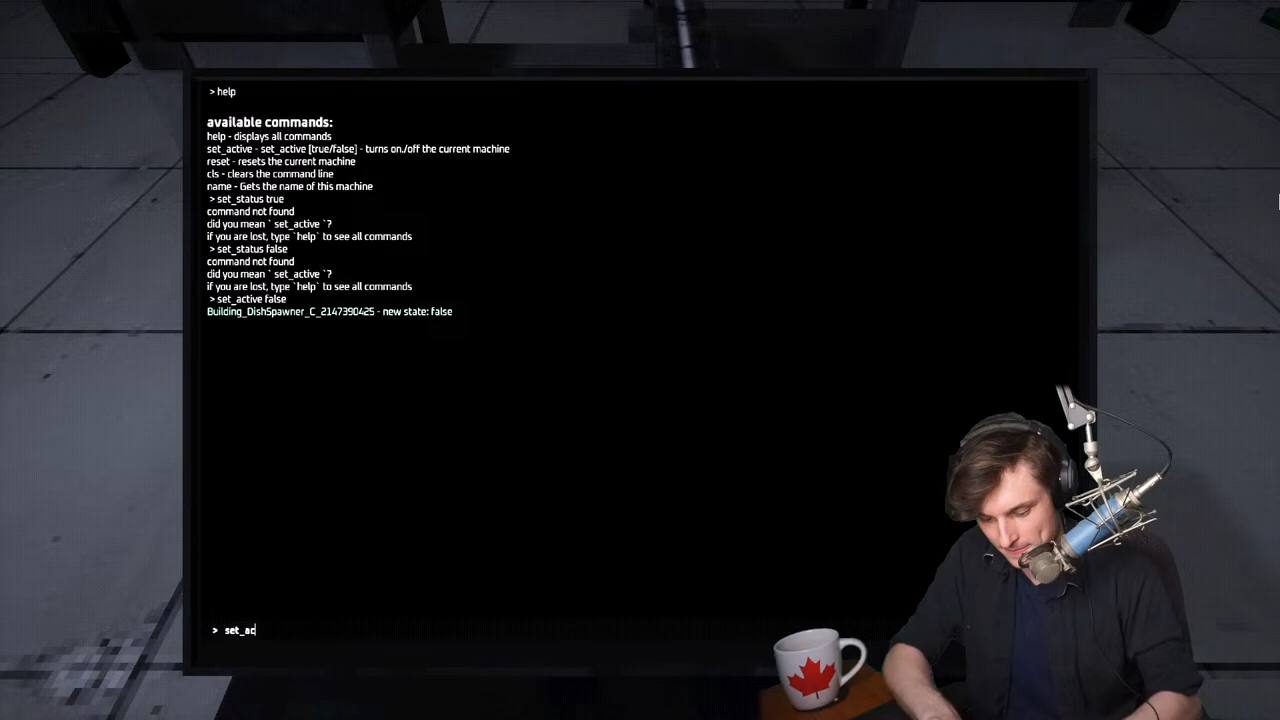 > help
available commands:
help - displays all commands
set_active - set_active [true/false] - turns on./off the current machine
reset - resets the current machine
cls - clears the command line
name - Gets the name of this machine
> set_status true
command not found
did you mean ` set_active `?
if you are lost, type `help` to see all commands
> set_status false
command not found
did you mean ` set_active `?
if you are lost, type `help` to see all commands
> set_active false
Building_DishSpawner_C_2147390425 - new state: false
> set_ac